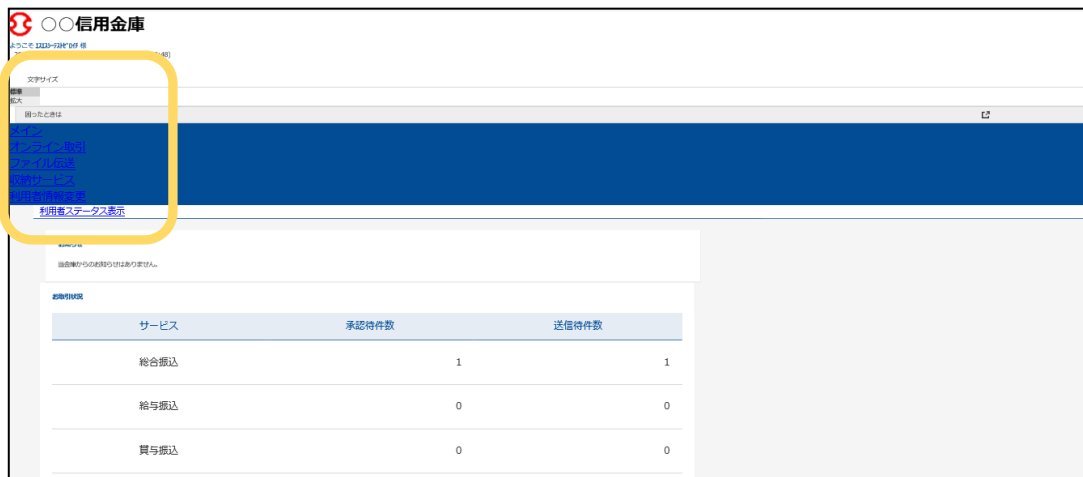 ○○信用金庫
ようこそ 様
文字サイズ
標準
拡大
困ったときは
メイン
オンライン取引
ファイル伝送
収納サービス
利用者情報変更
利用者ステータス表示
お知らせ
当金庫からのお知らせはありません。
お取引状況
サービス 承認待件数 送信待件数
総合振込 1 1
給与振込 0 0
賞与振込 0 0